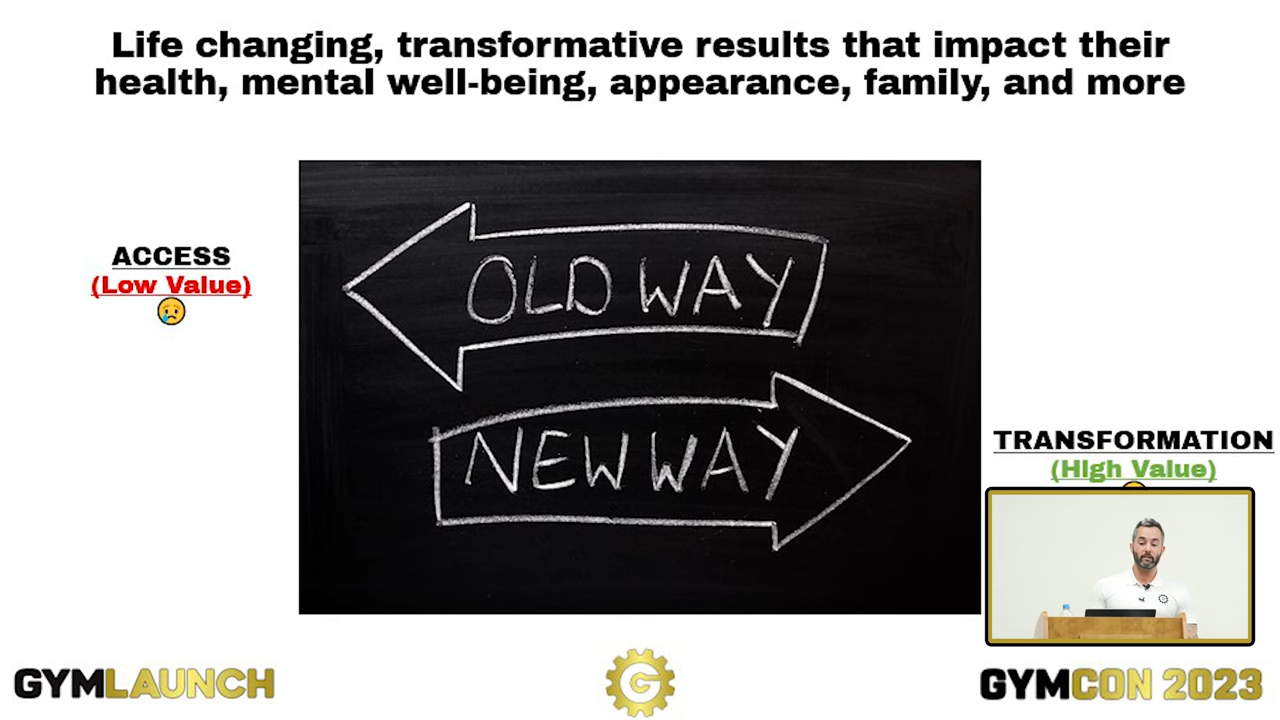 Life changing, transformative results that impact their
health, mental well-being, appearance, family, and more
ACCESS
(Low Value)
OLD WAY
NEW WAY
TRANSFORMATION
(High Value)
GYMLAUNCH
G
GYMCON 2023